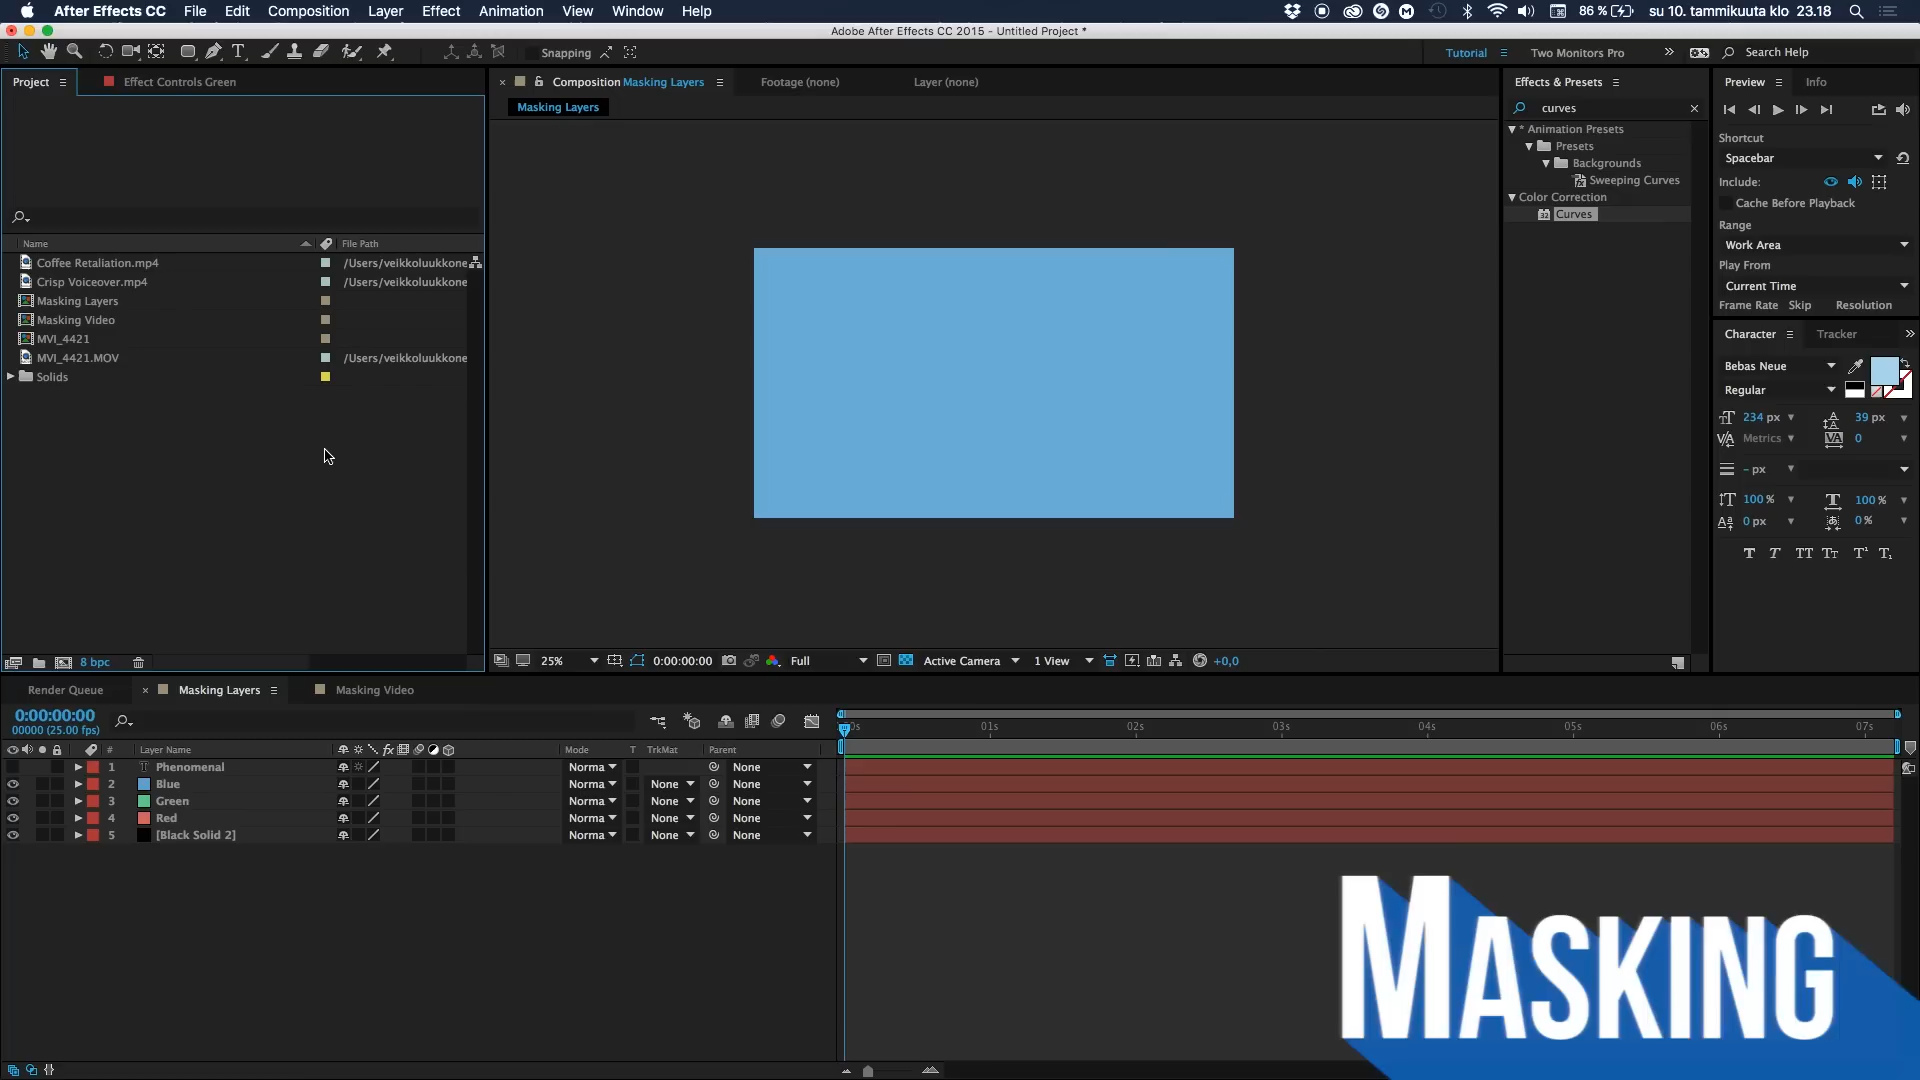 After Effects CC File Edit Composition Layer Effect Animation View Window Help 86 % su 10. tammikuuta klo 23.18
Adobe After Effects CC 2015 - Untitled Project *
Snapping Tutorial Two Monitors Pro Search Help
Project Effect Controls Green
Composition Masking Layers Footage (none) Layer (none)
Masking Layers
Effects & Presets
curves
* Animation Presets
Presets
Backgrounds
Sweeping Curves
Color Correction
Curves
Preview Info
Shortcut
Spacebar
Include:
Cache Before Playback
Range
Work Area
Play From
Current Time
Frame Rate Skip Resolution
Character Tracker
Bebas Neue
Regular
234 px 39 px
Metrics 0
- px
100 % 100 %
0 px 0 %
T T TT Tt T¹ T₁
Name File Path
Coffee Retaliation.mp4 /Users/veikkoluukkone
Crisp Voiceover.mp4 /Users/veikkoluukkone
Masking Layers
Masking Video
MVI_4421
MVI_4421.MOV /Users/veikkoluukkone
Solids
8 bpc
25% 0:00:00:00 Full Active Camera 1 View +0,0
Render Queue Masking Layers Masking Video
0:00:00:00
00000 (25.00 fps)
0s 01s 02s 03s 04s 05s 06s 07s
# Layer Name Mode T TrkMat Parent
1 Phenomenal Norma None
2 Blue Norma None None
3 Green Norma None None
4 Red Norma None None
5 [Black Solid 2] Norma None None
MASKING